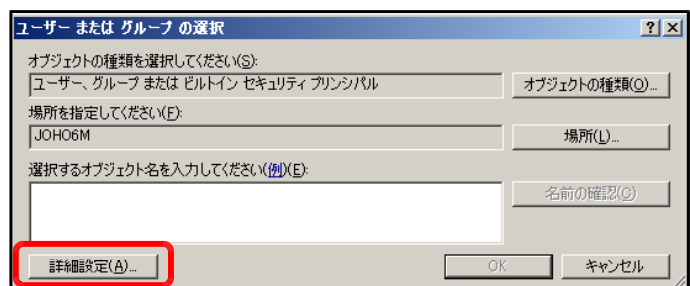 ユーザー または グループ の選択
オブジェクトの種類を選択してください(S):
ユーザー、グループ または ビルトイン セキュリティ プリンシパル
オブジェクトの種類(O)...
場所を指定してください(F):
JOHO6M
場所(L)...
選択するオブジェクト名を入力してください(例)(E):
名前の確認(C)
詳細設定(A)...
OK
キャンセル